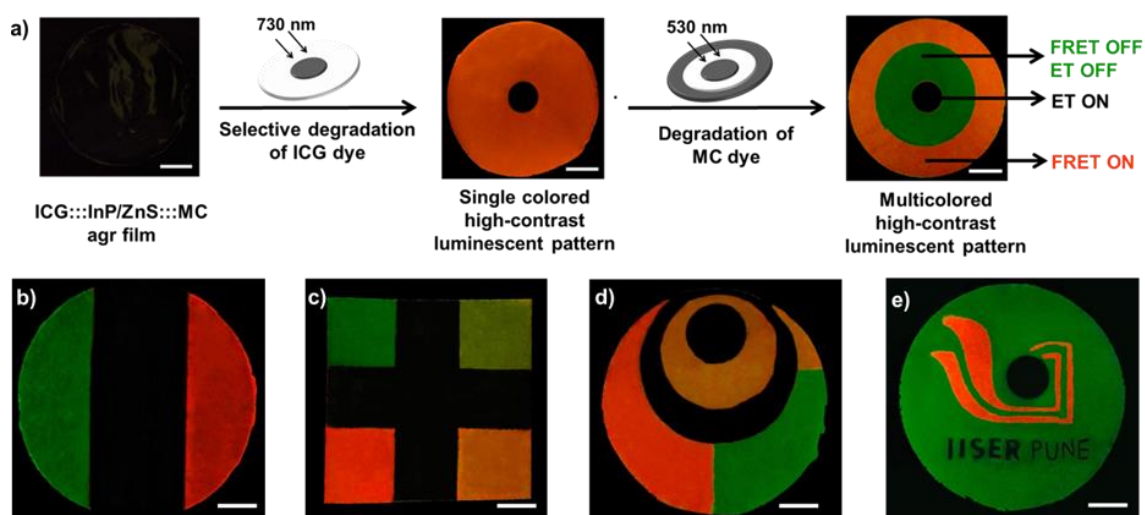 a)
730 nm
Selective degradation
of ICG dye
530 nm
Degradation of
MC dye
FRET OFF
ET OFF
ET ON
FRET ON
ICG:::InP/ZnS:::MC
agr film
Single colored
high-contrast
luminescent pattern
Multicolored
high-contrast
luminescent pattern
b)
c)
d)
e)
IISER PUNE